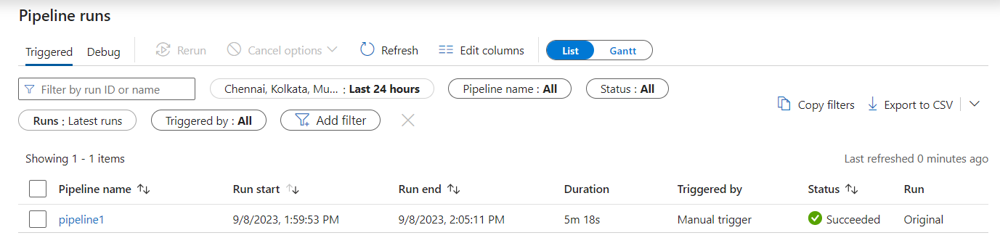 Pipeline runs
Triggered Debug Rerun Cancel options Refresh Edit columns List Gantt
Filter by run ID or name Chennai, Kolkata, Mu... : Last 24 hours Pipeline name : All Status : All
Copy filters Export to CSV
Runs : Latest runs Triggered by : All Add filter
Showing 1 - 1 items Last refreshed 0 minutes ago
Pipeline name Run start Run end Duration Triggered by Status Run
pipeline1 9/8/2023, 1:59:53 PM 9/8/2023, 2:05:11 PM 5m 18s Manual trigger Succeeded Original